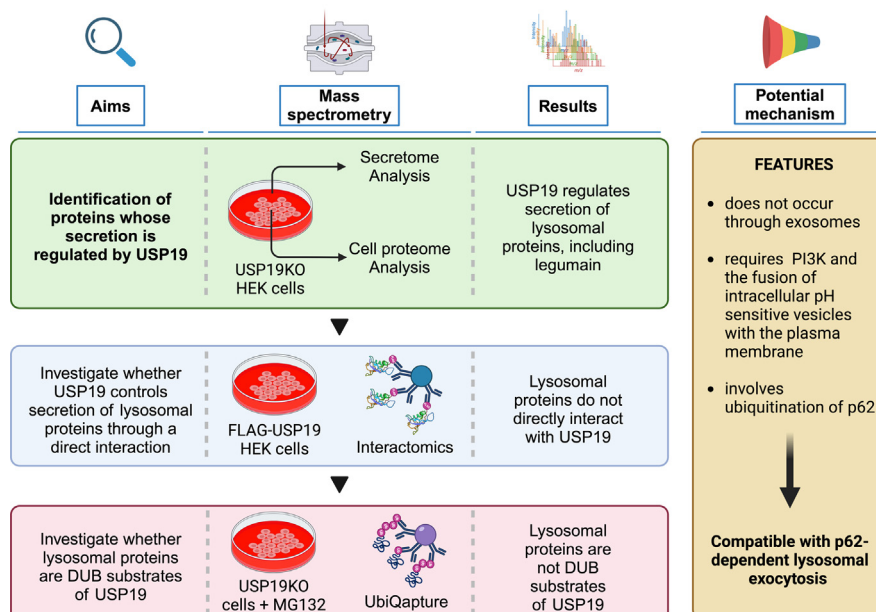 Aims
Mass
spectrometry
Results
Potential
mechanism
Identification of
proteins whose
secretion is
regulated by USP19
Secretome
Analysis
Cell proteome
Analysis
USP19KO
HEK cells
USP19 regulates
secretion of
lysosomal
proteins, including
legumain
Investigate whether
USP19 controls
secretion of lysosomal
proteins through a
direct interaction
FLAG-USP19
HEK cells
Interactomics
Lysosomal
proteins do not
directly interact
with USP19
Investigate whether
lysosomal proteins
are DUB substrates
of USP19
USP19KO
cells + MG132
UbiQapture
Lysosomal
proteins are
not DUB
substrates
of USP19
FEATURES
• does not occur
through exosomes
• requires PI3K and
the fusion of
intracellular pH
sensitive vesicles
with the plasma
membrane
• involves
ubiquitination of p62
Compatible with p62-
dependent lysosomal
exocytosis